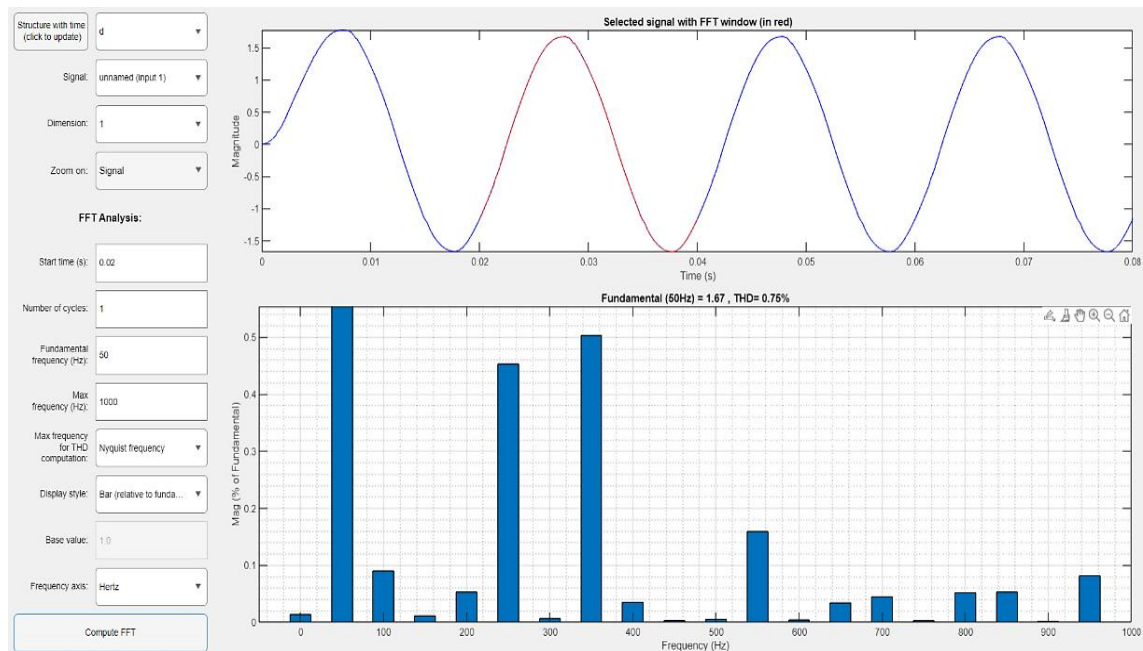 Structure with time
(click to update)
d
Signal:
unnamed (input 1)
Dimension:
1
Zoom on:
Signal
FFT Analysis:
Start time (s):
0.02
Number of cycles:
1
Fundamental
frequency (Hz):
50
Max
frequency (Hz):
1000
Max frequency
for THD
computation:
Nyquist frequency
Display style:
Bar (relative to funda...
Base value:
1.0
Frequency axis:
Hertz
Compute FFT
Selected signal with FFT window (in red)
Magnitude
1.5
1
0.5
0
-0.5
-1
-1.5
0 0.01 0.02 0.03 0.04 0.05 0.06 0.07 0.08
Time (s)
Fundamental (50Hz) = 1.67 , THD= 0.75%
Mag (% of Fundamental)
0.5
0.4
0.3
0.2
0.1
0
0 100 200 300 400 500 600 700 800 900 1000
Frequency (Hz)